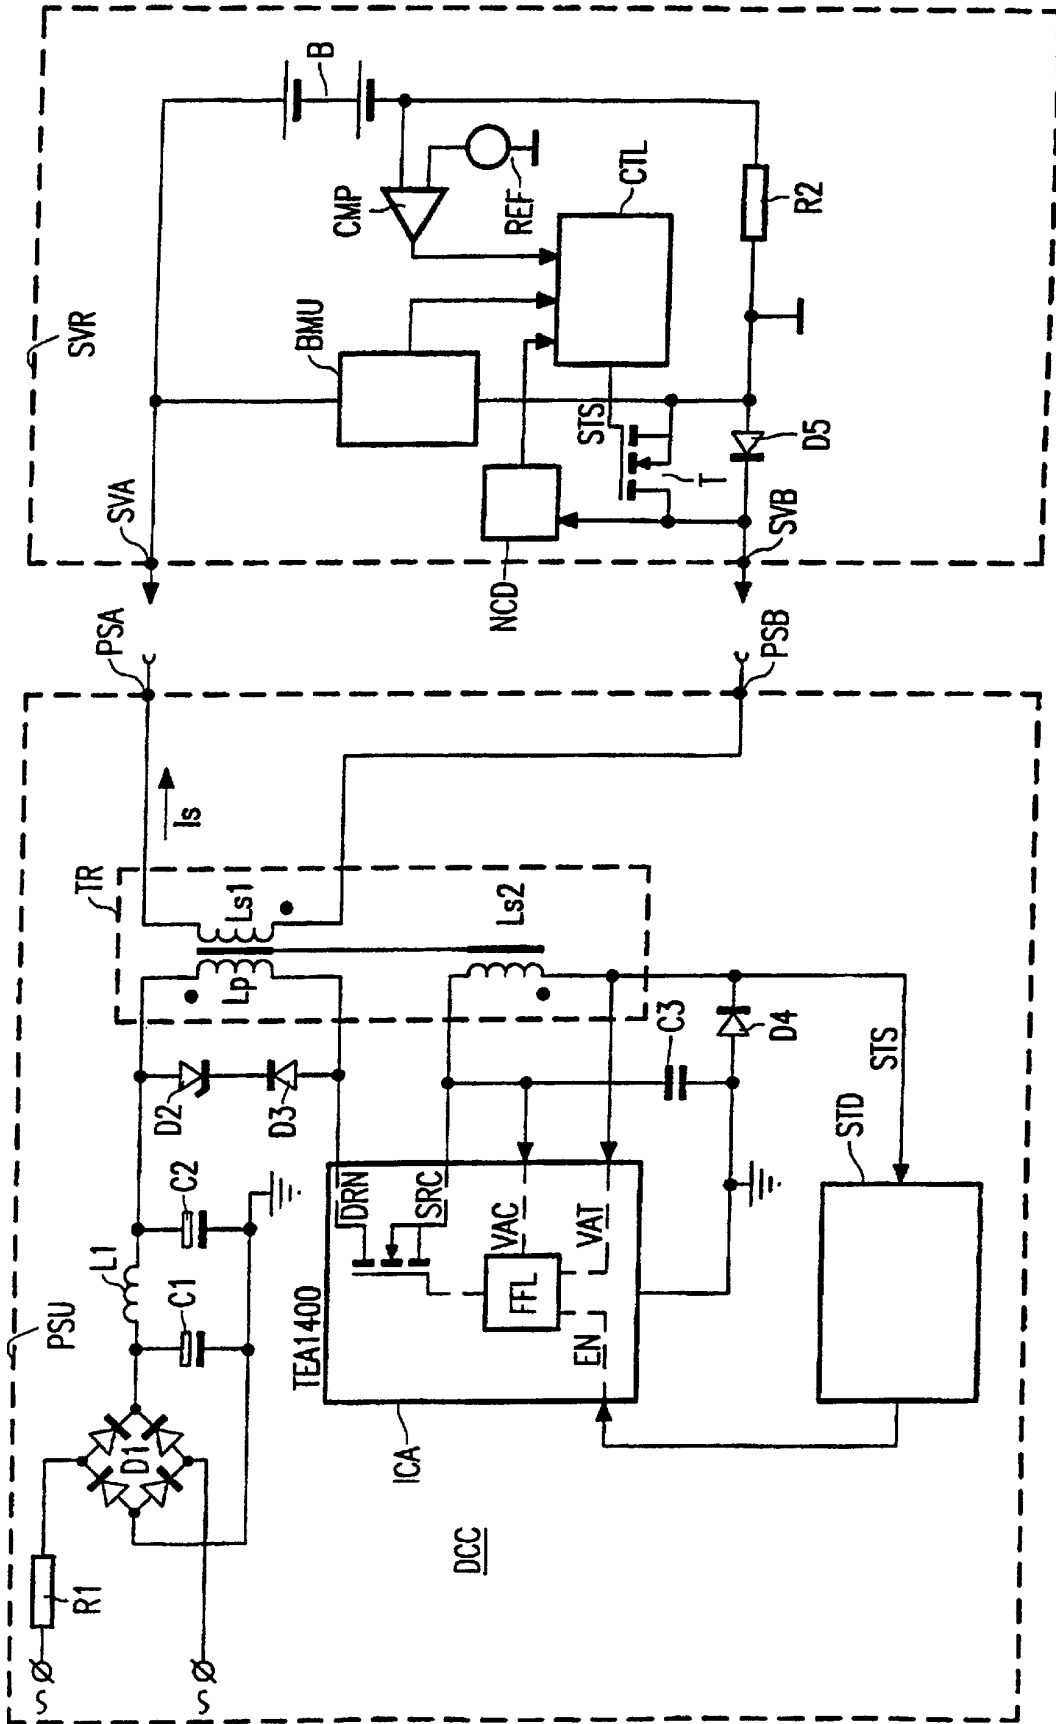 S
R1
S
D1
PSU
C1
L1
C2
D2
D3
TR
Lp
Ls1
Is
PSA
SVA
SVR
B
CMP
REF
BMU
CTL
R2
NCD
STS
T
D5
SVB
PSB
Ls2
C3
D4
STS
STD
TEA1400
DRN
SRC
VAC
VAT
FFL
EN
ICA
DCC